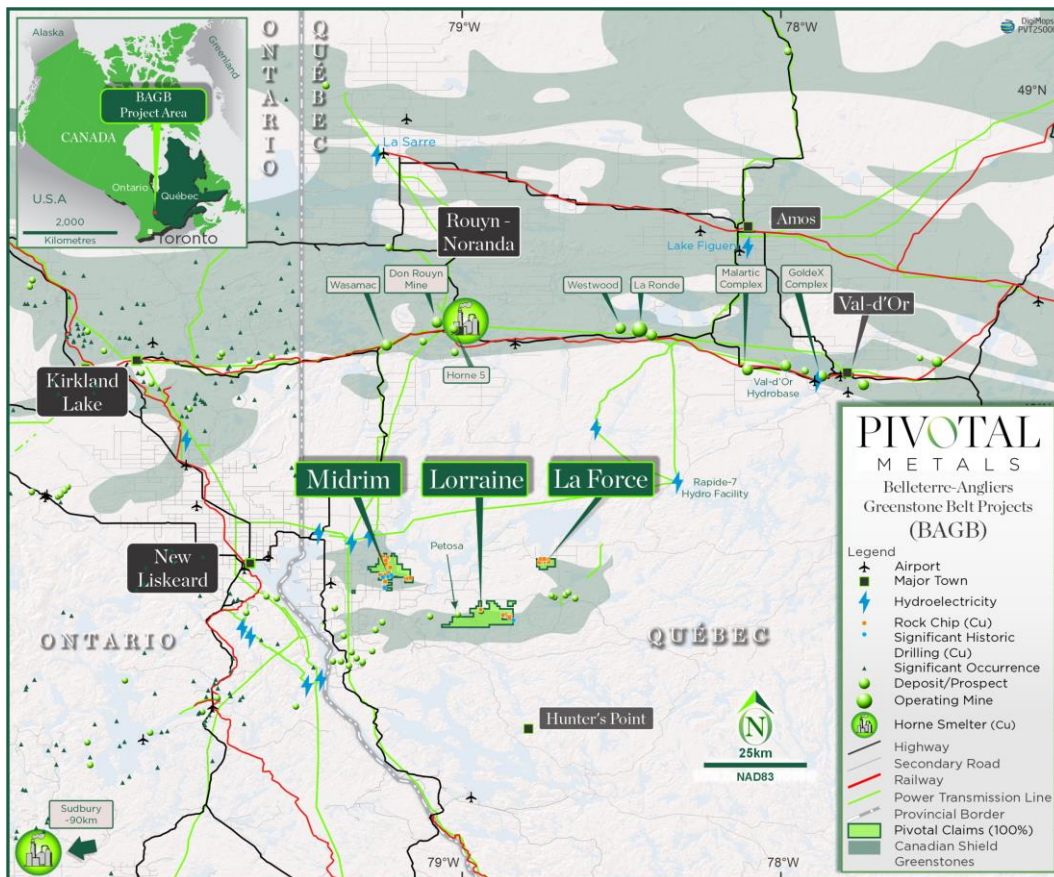 Alaska
Greenland
BAGB
Project Area
CANADA
Ontario
Québec
U.S.A
2,000
Kilometres
Toronto
ONTARIO
QUÉBEC
79°W
78°W
DigiMaps
49°N
La Sarre
Rouyn -
Noranda
Amos
Lake Figuery
Wasamac
Don Rouyn
Mine
Westwood
La Ronde
Malartic
Complex
GoldeX
Complex
Val-d'Or
Horne 5
Val-d'Or
Hydrobase
Kirkland
Lake
Midrim
Lorraine
La Force
Rapide-7
Hydro Facility
New
Liskeard
Petosa
ONTARIO
QUÉBEC
Hunter's Point
N
25km
NAD83
Sudbury
~90km
79°W
78°W
PIVOTAL
METALS
Belleterre-Angliers
Greenstone Belt Projects
(BAGB)
Legend
Airport
Major Town
Hydroelectricity
Rock Chip (Cu)
Significant Historic
Drilling (Cu)
Significant Occurrence
Deposit/Prospect
Operating Mine
Horne Smelter (Cu)
Highway
Secondary Road
Railway
Power Transmission Line
Provincial Border
Pivotal Claims (100%)
Canadian Shield
Greenstones